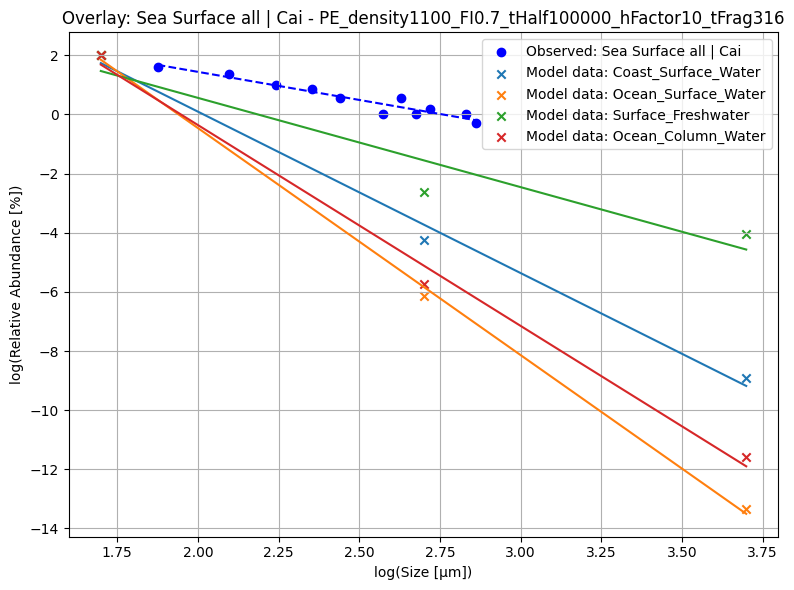 Overlay: Sea Surface all | Cai - PE_density1100_FI0.7_tHalf100000_hFactor10_tFrag316
Observed: Sea Surface all | Cai
Model data: Coast_Surface_Water
Model data: Ocean_Surface_Water
Model data: Surface_Freshwater
Model data: Ocean_Column_Water
log(Relative Abundance [%])
2
0
−2
−4
−6
−8
−10
−12
−14
1.75
2.00
2.25
2.50
2.75
3.00
3.25
3.50
3.75
log(Size [μm])